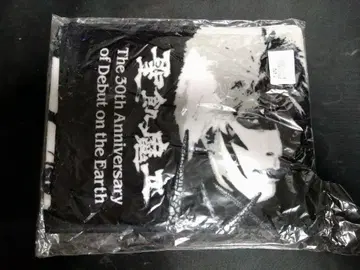 聖飢魔Ⅱ
The 30th Anniversary
of Debut on the Earth